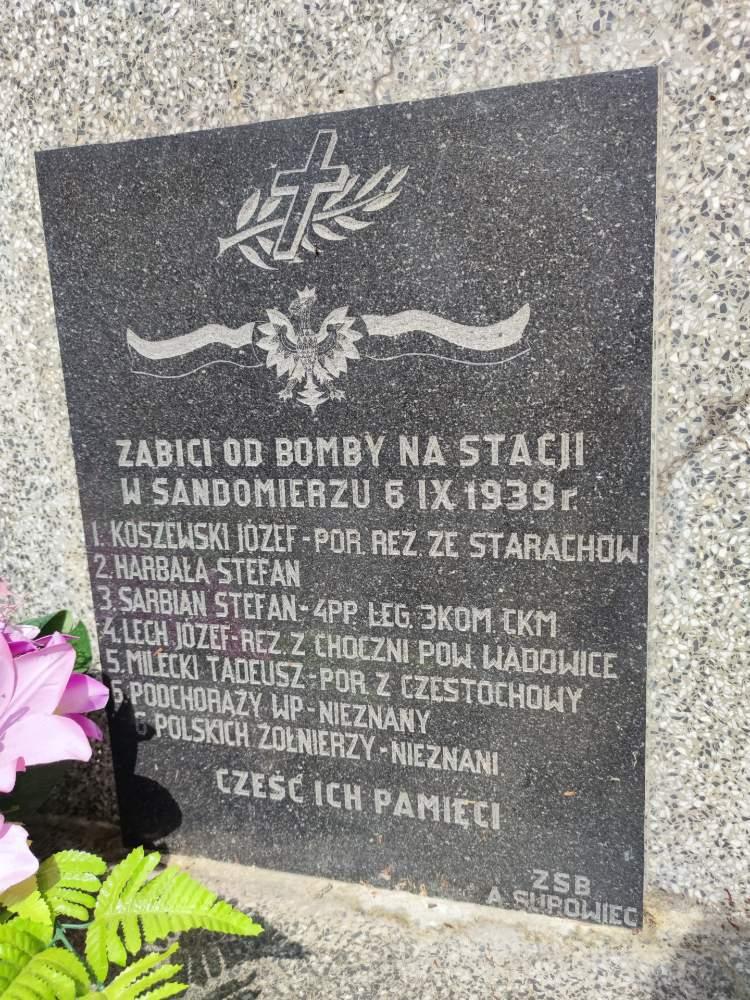 ZABICI OD BOMBY NA STACJI
W SANDOMIERZU 6 IX 1939 r.
1. KOSZEWSKI JÓZEF - POR. REZ. ZE STARACHOW.
2. HARBAŁA STEFAN
3. SARBIAN STEFAN - 4PP. LEG. 3KOM. CKM
4. LECH JÓZEF - REZ. Z CHOCZNI POW. WADOWICE
5. MILECKI TADEUSZ - POR. Z CZĘSTOCHOWY
6. PODCHORĄŻY WP - NIEZNANY
6 POLSKICH ŻOŁNIERZY - NIEZNANI
CZEŚĆ ICH PAMIĘCI
ZSB
A. SUROWIEC